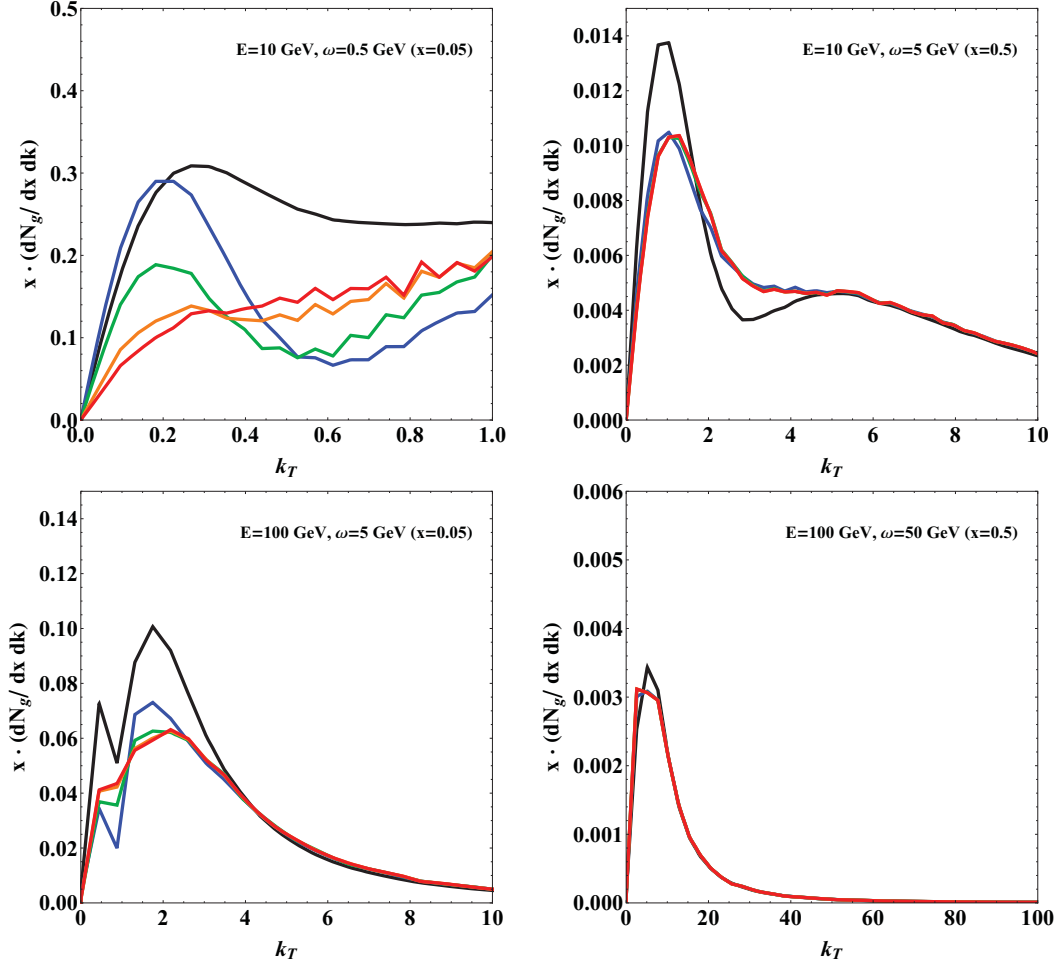 E=10 GeV, ω=0.5 GeV (x=0.05)
x · (dN_g/ dx dk)
0.5
0.4
0.3
0.2
0.1
0.0
0.0 0.2 0.4 0.6 0.8 1.0
k_T
E=10 GeV, ω=5 GeV (x=0.5)
x · (dN_g/ dx dk)
0.014
0.012
0.010
0.008
0.006
0.004
0.002
0.000
0 2 4 6 8 10
k_T
E=100 GeV, ω=5 GeV (x=0.05)
x · (dN_g/ dx dk)
0.14
0.12
0.10
0.08
0.06
0.04
0.02
0.00
0 2 4 6 8 10
k_T
E=100 GeV, ω=50 GeV (x=0.5)
x · (dN_g/ dx dk)
0.006
0.005
0.004
0.003
0.002
0.001
0.000
0 20 40 60 80 100
k_T